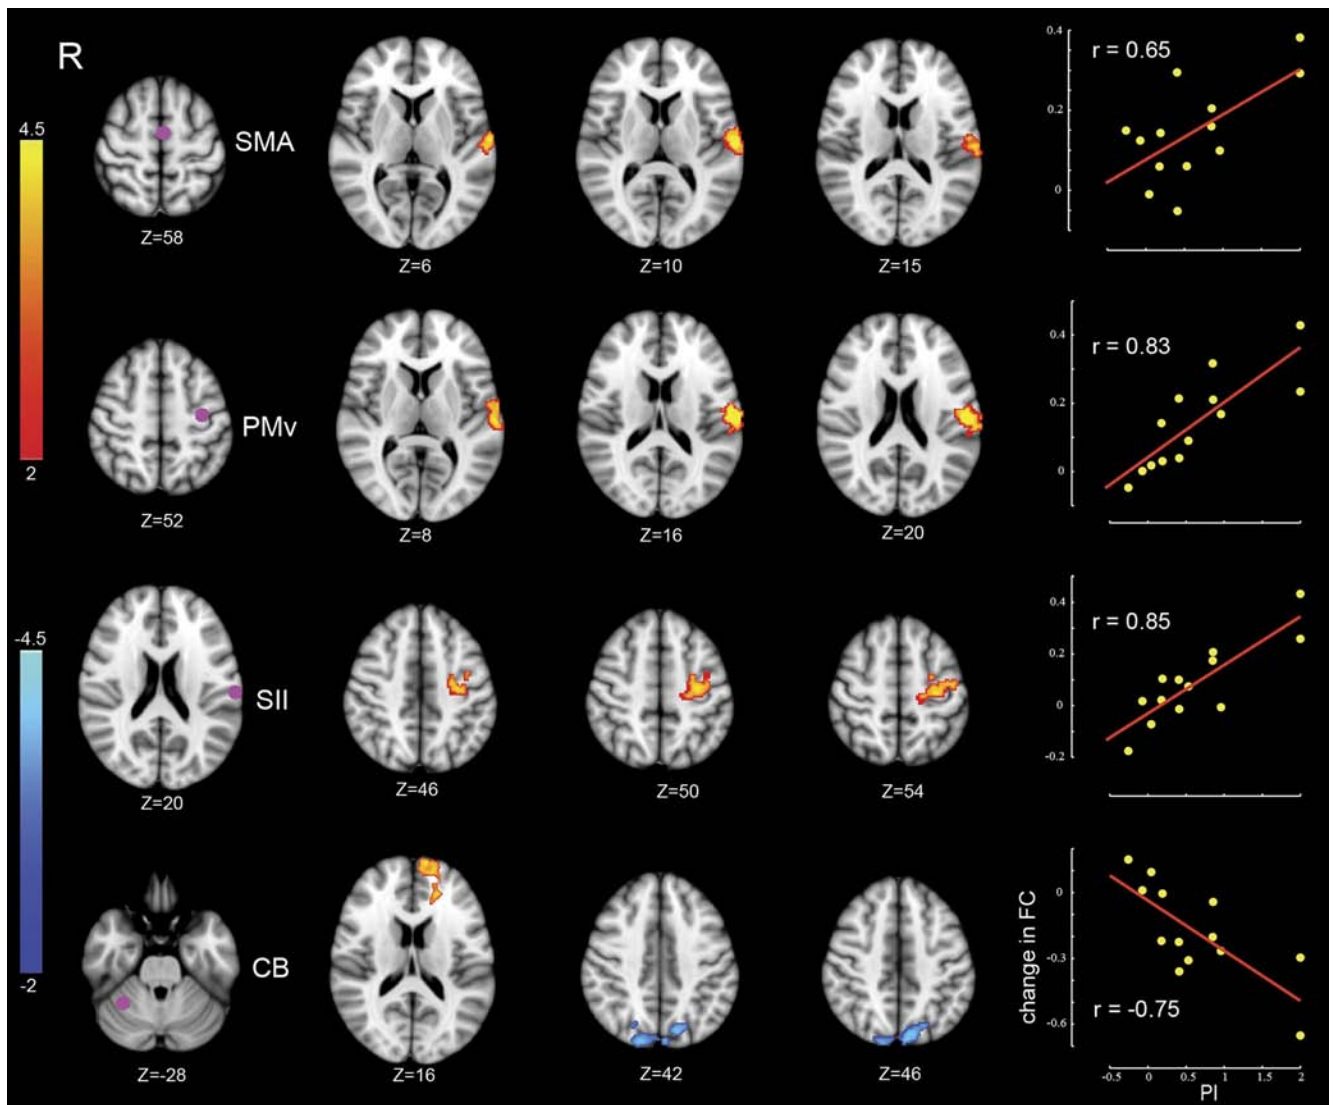 R
4.5
2
SMA
Z=58
Z=6
Z=10
Z=15
0.4
0.2
0
r = 0.65
PMv
Z=52
Z=8
Z=16
Z=20
0.4
0.2
0
r = 0.83
-4.5
-2
SII
Z=20
Z=46
Z=50
Z=54
0.4
0.2
0
-0.2
r = 0.85
CB
Z=-28
Z=16
Z=42
Z=46
change in FC
0
-0.3
-0.6
r = -0.75
-0.5 0 0.5 1 1.5 2
PI